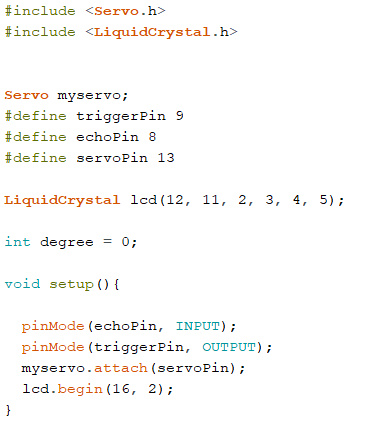 #include <Servo.h>
#include <LiquidCrystal.h>
Servo myservo;
#define triggerPin 9
#define echoPin 8
#define servoPin 13
LiquidCrystal lcd(12, 11, 2, 3, 4, 5);
int degree = 0;
void setup(){
pinMode(echoPin, INPUT);
pinMode(triggerPin, OUTPUT);
myservo.attach(servoPin);
lcd.begin(16, 2);
}